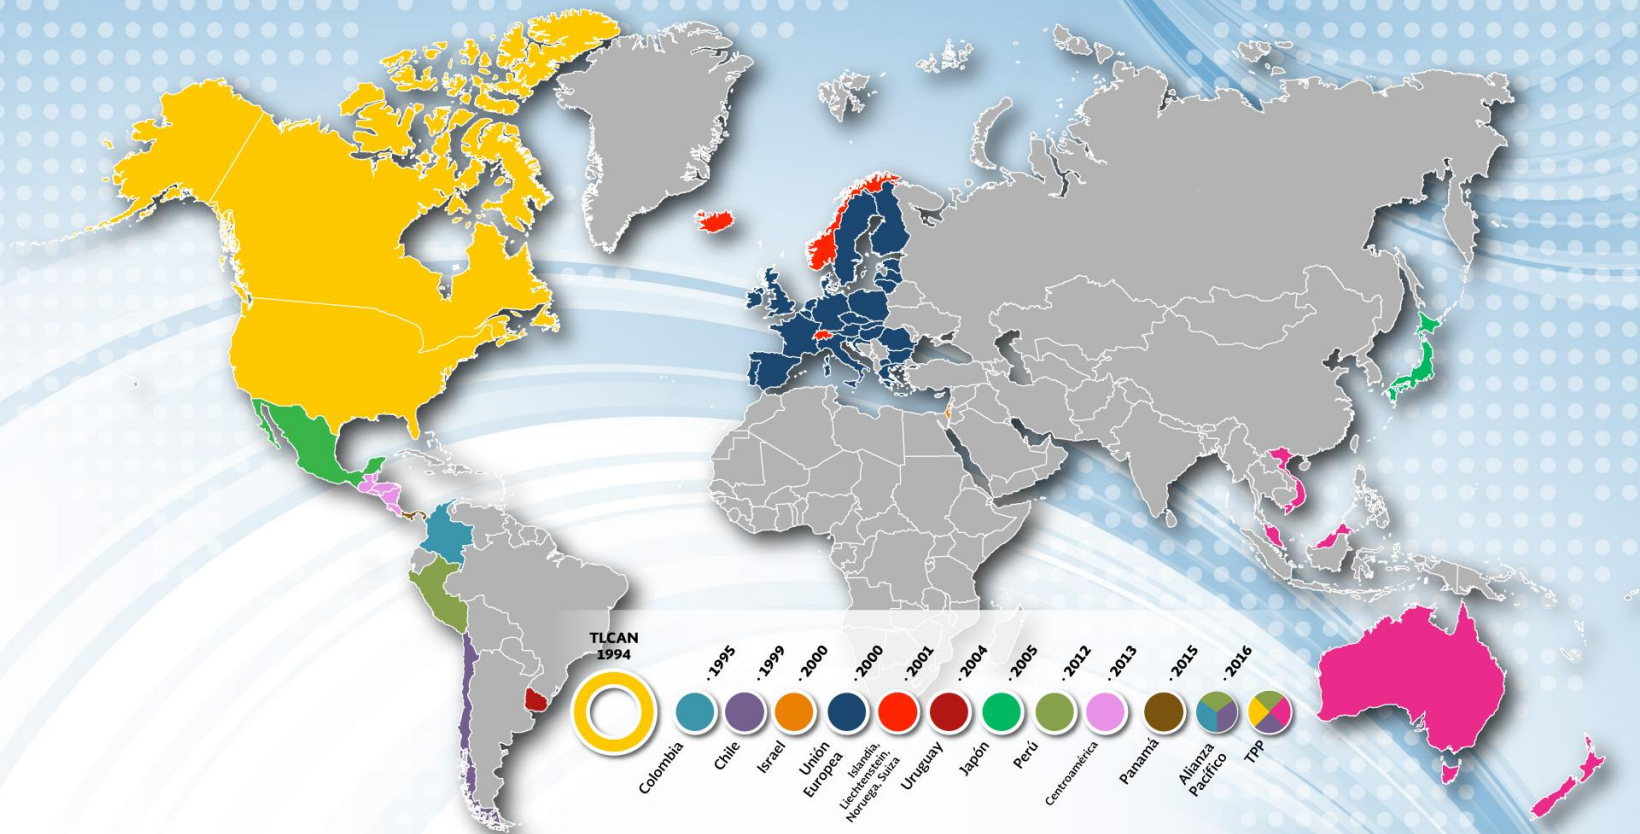 TLCAN
1994
· 1995
· 1999
· 2000
· 2000
· 2001
· 2004
· 2005
· 2012
· 2013
· 2015
· 2016
Colombia
Chile
Israel
Unión
Europea
Islandia,
Liechtenstein,
Noruega, Suiza
Uruguay
Japón
Perú
Centroamérica
Panamá
Alianza
Pacífico
TPP